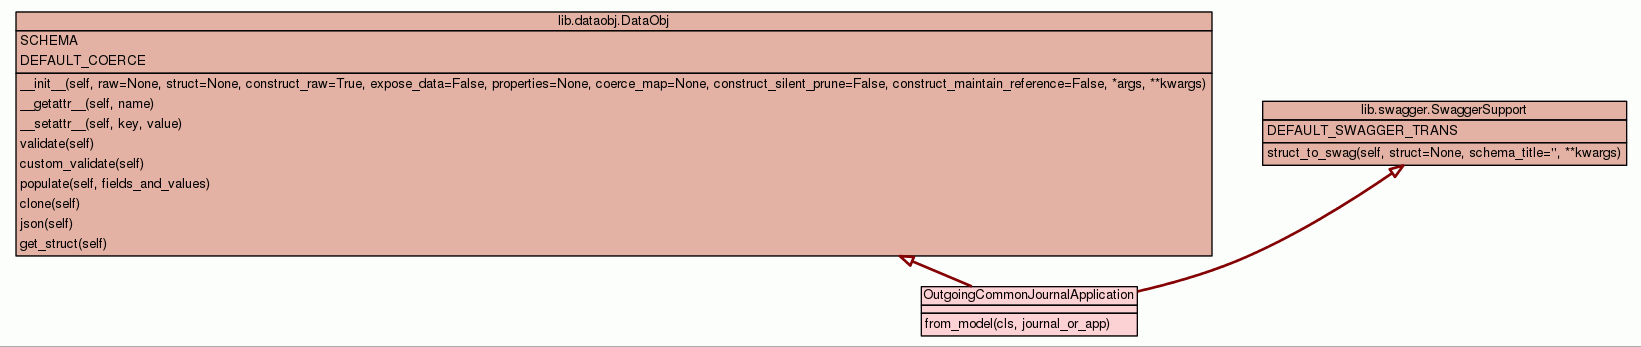 lib.dataobj.DataObj
SCHEMA
DEFAULT_COERCE
__init__(self, raw=None, struct=None, construct_raw=True, expose_data=False, properties=None, coerce_map=None, construct_silent_prune=False, construct_maintain_reference=False, *args, **kwargs)
__getattr__(self, name)
__setattr__(self, key, value)
validate(self)
custom_validate(self)
populate(self, fields_and_values)
clone(self)
json(self)
get_struct(self)
lib.swagger.SwaggerSupport
DEFAULT_SWAGGER_TRANS
struct_to_swag(self, struct=None, schema_title='', **kwargs)
OutgoingCommonJournalApplication
from_model(cls, journal_or_app)